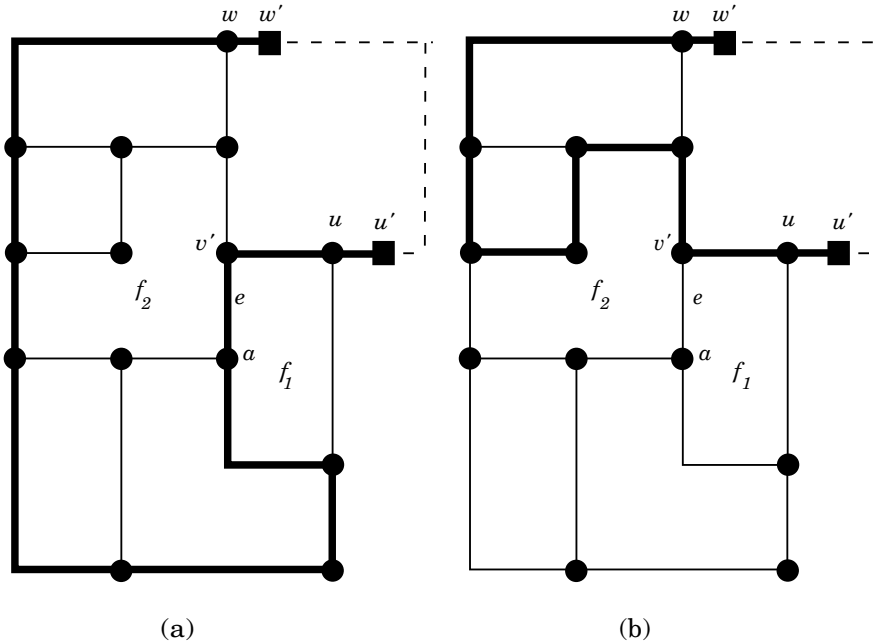 w w′ w w′
u u′ u u′
v′ v′
e e
f2 f2
a a
f1 f1
(a) (b)